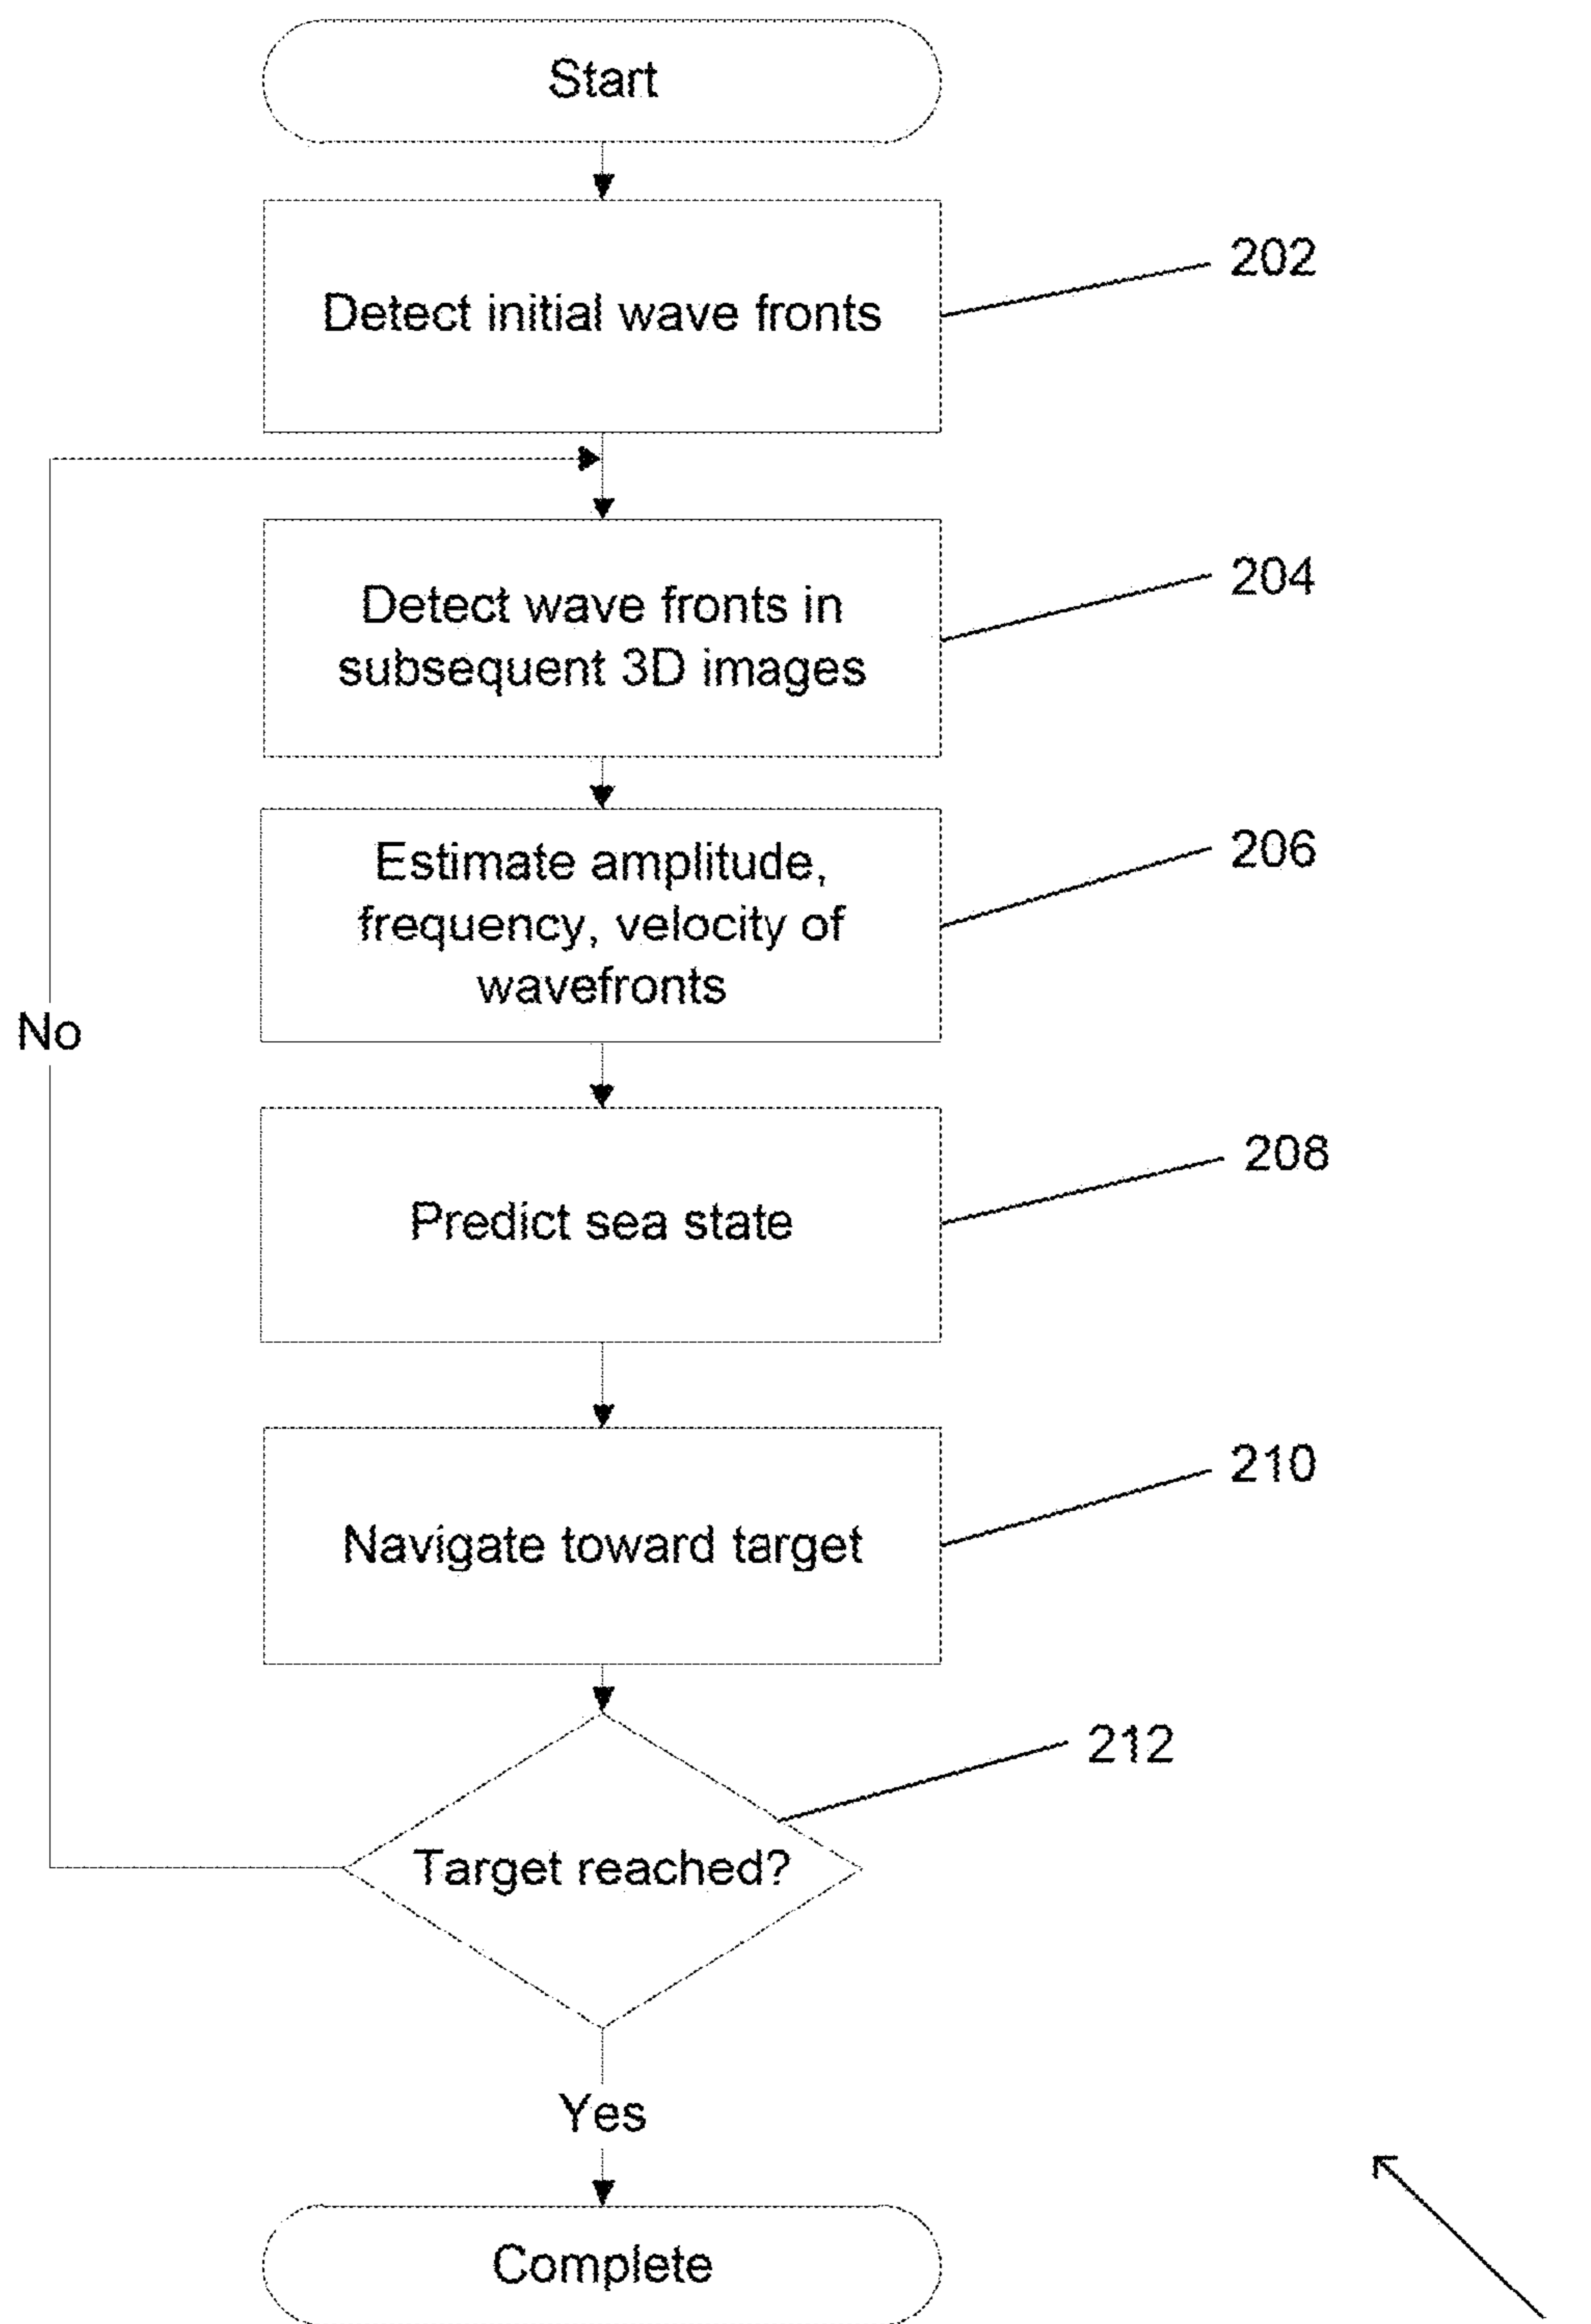 Start
Detect initial wave fronts
202
Detect wave fronts in
subsequent 3D images
204
Estimate amplitude,
frequency, velocity of
wavefronts
206
No
Predict sea state
208
Navigate toward target
210
Target reached?
212
Yes
Complete